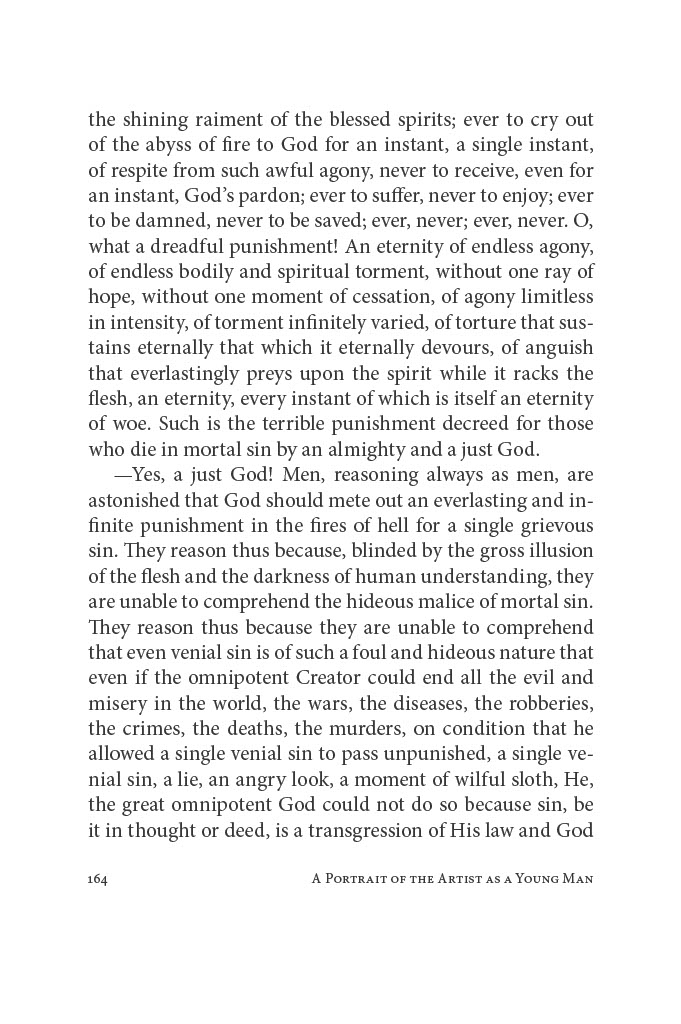 the shining raiment of the blessed spirits; ever to cry out
of the abyss of fire to God for an instant, a single instant,
of respite from such awful agony, never to receive, even for
an instant, God’s pardon; ever to suffer, never to enjoy; ever
to be damned, never to be saved; ever, never; ever, never. O,
what a dreadful punishment! An eternity of endless agony,
of endless bodily and spiritual torment, without one ray of
hope, without one moment of cessation, of agony limitless
in intensity, of torment infinitely varied, of torture that sus-
tains eternally that which it eternally devours, of anguish
that everlastingly preys upon the spirit while it racks the
flesh, an eternity, every instant of which is itself an eternity
of woe. Such is the terrible punishment decreed for those
who die in mortal sin by an almighty and a just God.
—Yes, a just God! Men, reasoning always as men, are
astonished that God should mete out an everlasting and in-
finite punishment in the fires of hell for a single grievous
sin. They reason thus because, blinded by the gross illusion
of the flesh and the darkness of human understanding, they
are unable to comprehend the hideous malice of mortal sin.
They reason thus because they are unable to comprehend
that even venial sin is of such a foul and hideous nature that
even if the omnipotent Creator could end all the evil and
misery in the world, the wars, the diseases, the robberies,
the crimes, the deaths, the murders, on condition that he
allowed a single venial sin to pass unpunished, a single ve-
nial sin, a lie, an angry look, a moment of wilful sloth, He,
the great omnipotent God could not do so because sin, be
it in thought or deed, is a transgression of His law and God
164 A Portrait of the Artist as a Young Man